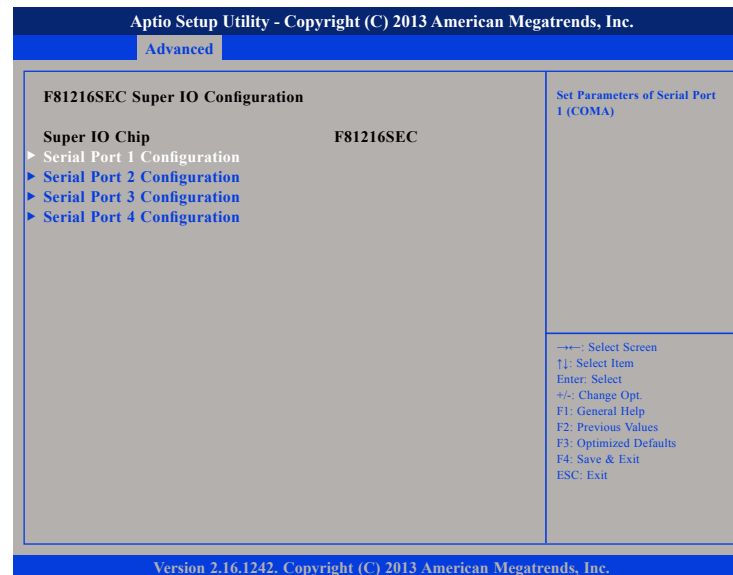 Aptio Setup Utility - Copyright (C) 2013 American Megatrends, Inc.
Advanced
F81216SEC Super IO Configuration
Super IO Chip F81216SEC
▶ Serial Port 1 Configuration
▶ Serial Port 2 Configuration
▶ Serial Port 3 Configuration
▶ Serial Port 4 Configuration
Set Parameters of Serial Port
1 (COMA)
→←: Select Screen
↑↓: Select Item
Enter: Select
+/-: Change Opt.
F1: General Help
F2: Previous Values
F3: Optimized Defaults
F4: Save & Exit
ESC: Exit
Version 2.16.1242. Copyright (C) 2013 American Megatrends, Inc.